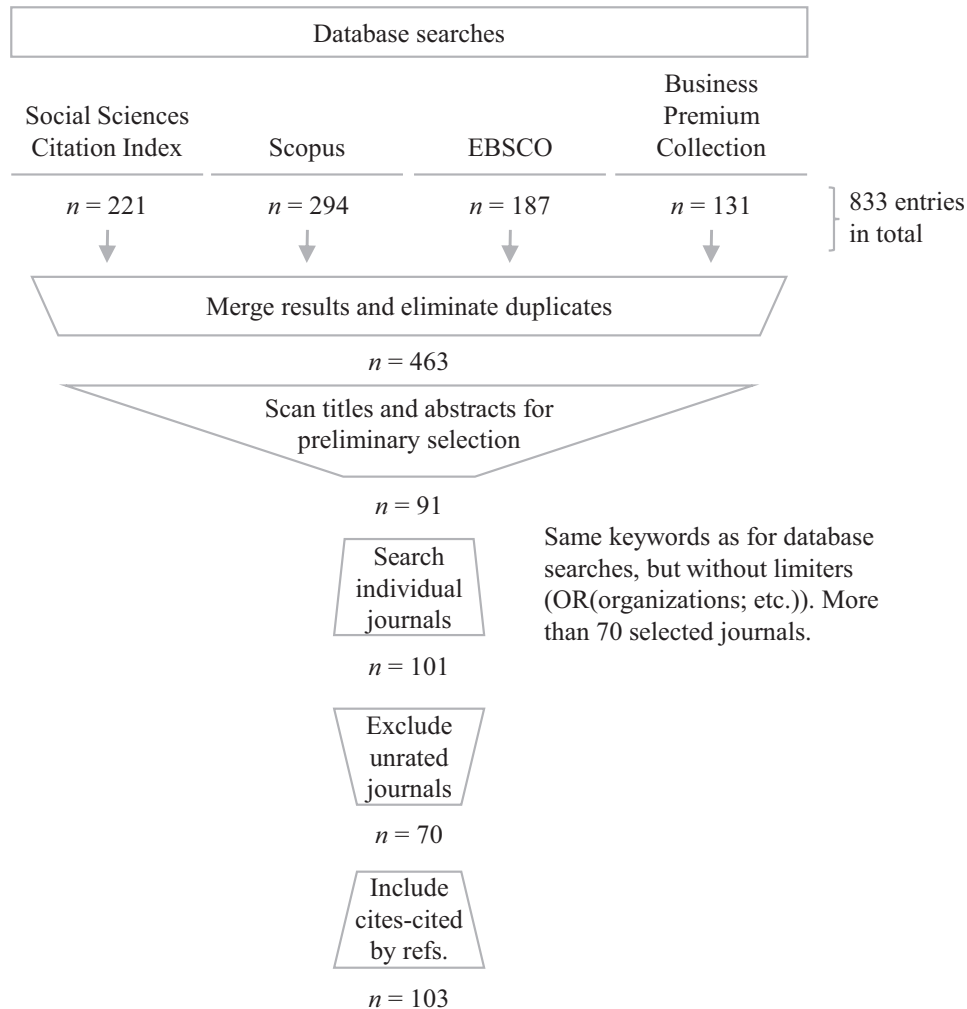 Database searches
Social Sciences
Citation Index
Scopus
EBSCO
Business
Premium
Collection
n = 221
n = 294
n = 187
n = 131
833 entries
in total
Merge results and eliminate duplicates
n = 463
Scan titles and abstracts for
preliminary selection
n = 91
Search
individual
journals
Same keywords as for database
searches, but without limiters
(OR(organizations; etc.)). More
than 70 selected journals.
n = 101
Exclude
unrated
journals
n = 70
Include
cites-cited
by refs.
n = 103